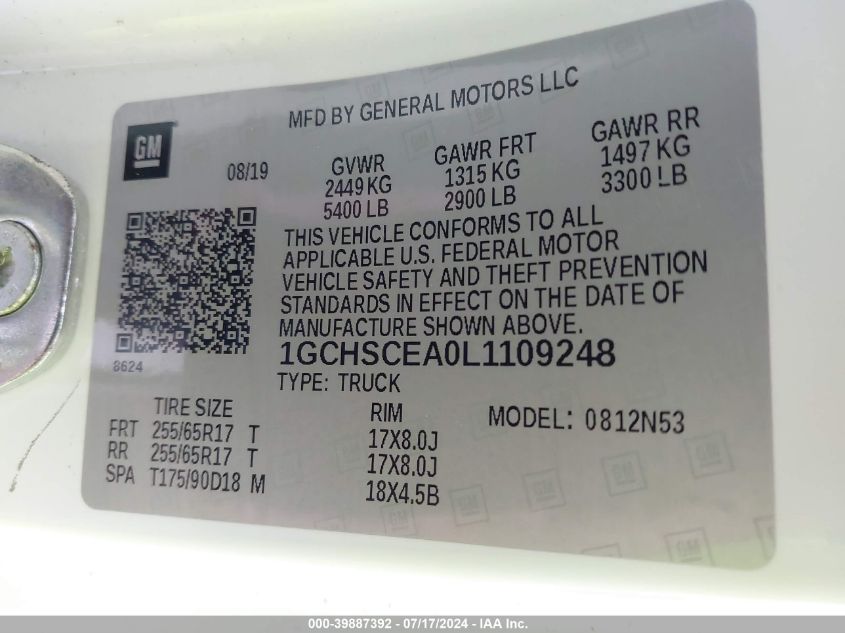 MFD BY GENERAL MOTORS LLC
GM
08/19
GVWR
2449 KG
5400 LB
GAWR FRT
1315 KG
2900 LB
GAWR RR
1497 KG
3300 LB
THIS VEHICLE CONFORMS TO ALL
APPLICABLE U.S. FEDERAL MOTOR
VEHICLE SAFETY AND THEFT PREVENTION
STANDARDS IN EFFECT ON THE DATE OF
MANUFACTURE SHOWN ABOVE.
8624
1GCHSCEA0L1109248
TYPE: TRUCK
TIRE SIZE RIM MODEL: 0812N53
FRT 255/65R17 T 17X8.0J
RR 255/65R17 T 17X8.0J
SPA T175/90D18 M 18X4.5B
000-39887392 - 07/17/2024 - IAA Inc.